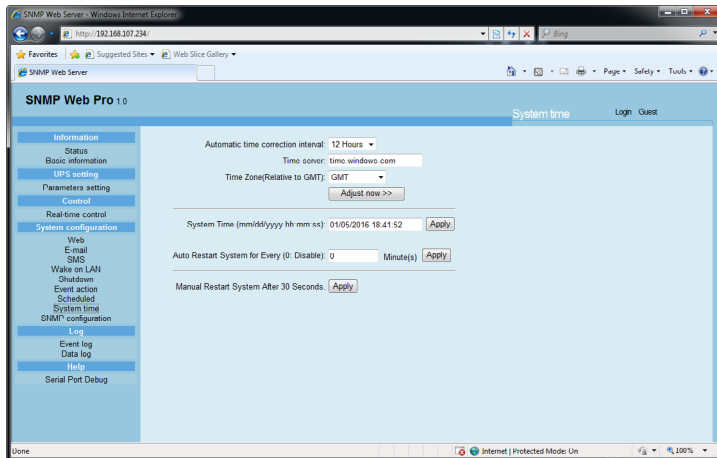 SNMP Web Server - Windows Internet Explorer
http://192.168.107.234/
Bing
Favorites Suggested Sites Web Slice Gallery
SNMP Web Server
Page Safety Tools
SNMP Web Pro 1.0
System time Login Guest
Information
Status
Basic information
UPS setting
Parameters setting
Control
Real-time control
System configuration
Web
E-mail
SMS
Wake on LAN
Shutdown
Event action
Scheduled
System time
SNMP configuration
Log
Event log
Data log
Help
Serial Port Debug
Automatic time correction interval: 12 Hours
Time server: time.windows.com
Time Zone(Relative to GMT): GMT
Adjust now >>
System Time (mm/dd/yyyy hh:mm:ss): 01/05/2016 18:41:52 Apply
Auto Restart System for Every (0: Disable): 0 Minute(s) Apply
Manual Restart System After 30 Seconds. Apply
Done Internet | Protected Mode: On 100%